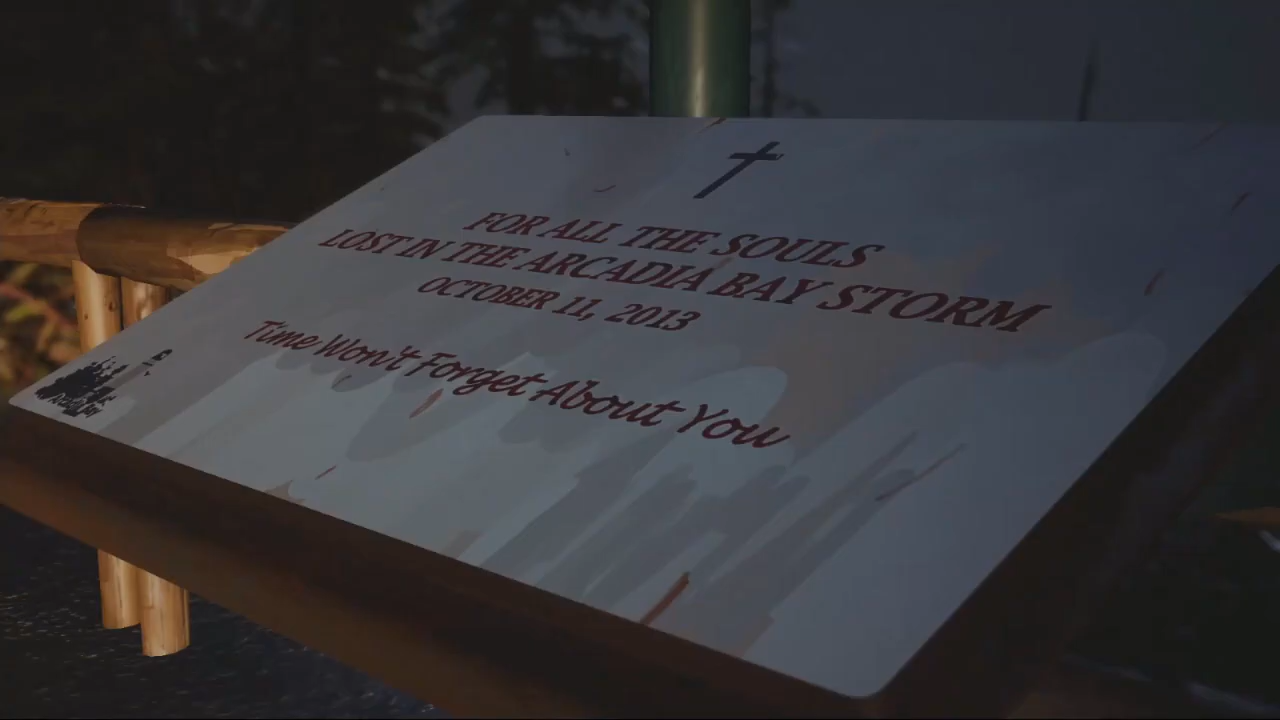 FOR ALL THE SOULS
LOST IN THE ARCADIA BAY STORM
OCTOBER 11, 2013
Time Won't Forget About You